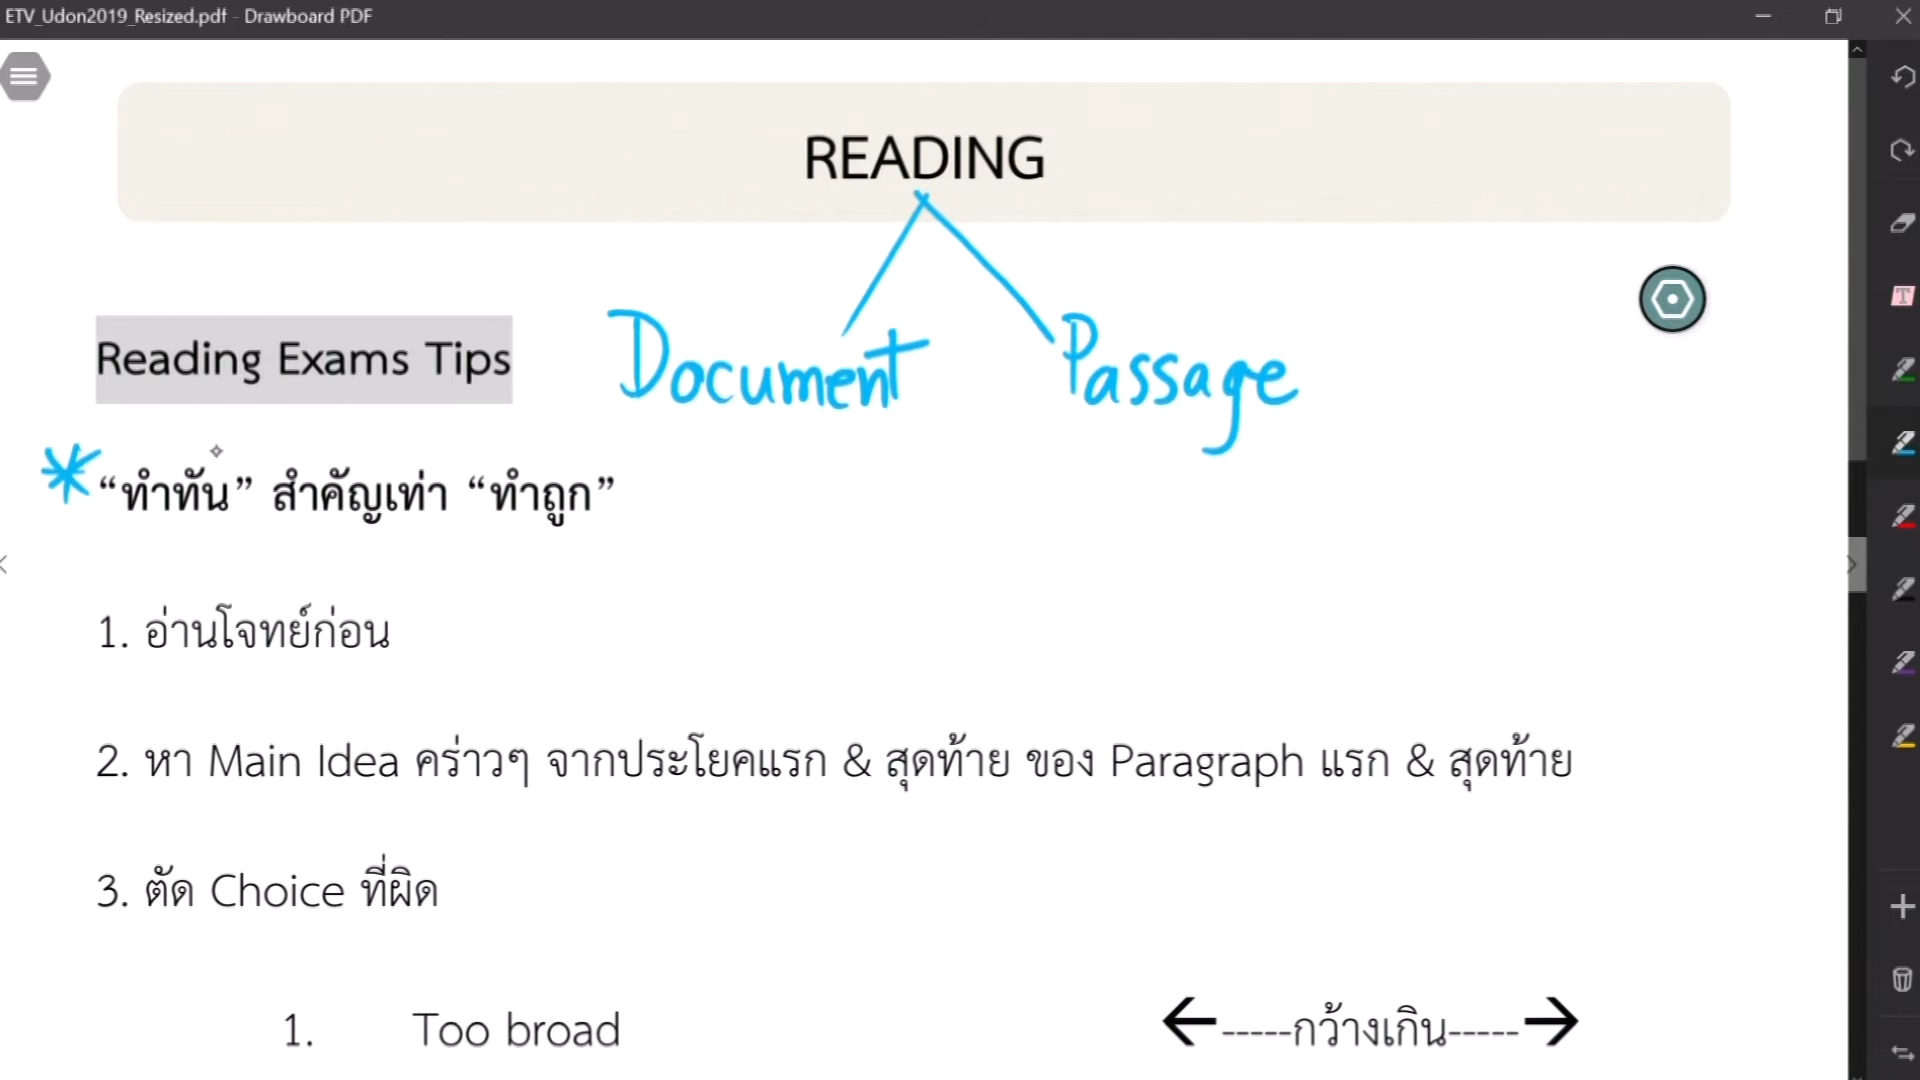 ETV_Udon2019_Resized.pdf - Drawboard PDF
READING
Document Passage
Reading Exams Tips
“ทำทัน” สำคัญเท่า “ทำถูก”
1. อ่านโจทย์ก่อน
2. หา Main Idea คร่าวๆ จากประโยคแรก & สุดท้าย ของ Paragraph แรก & สุดท้าย
3. ตัด Choice ที่ผิด
1. Too broad ←-----กว้างเกิน-----→